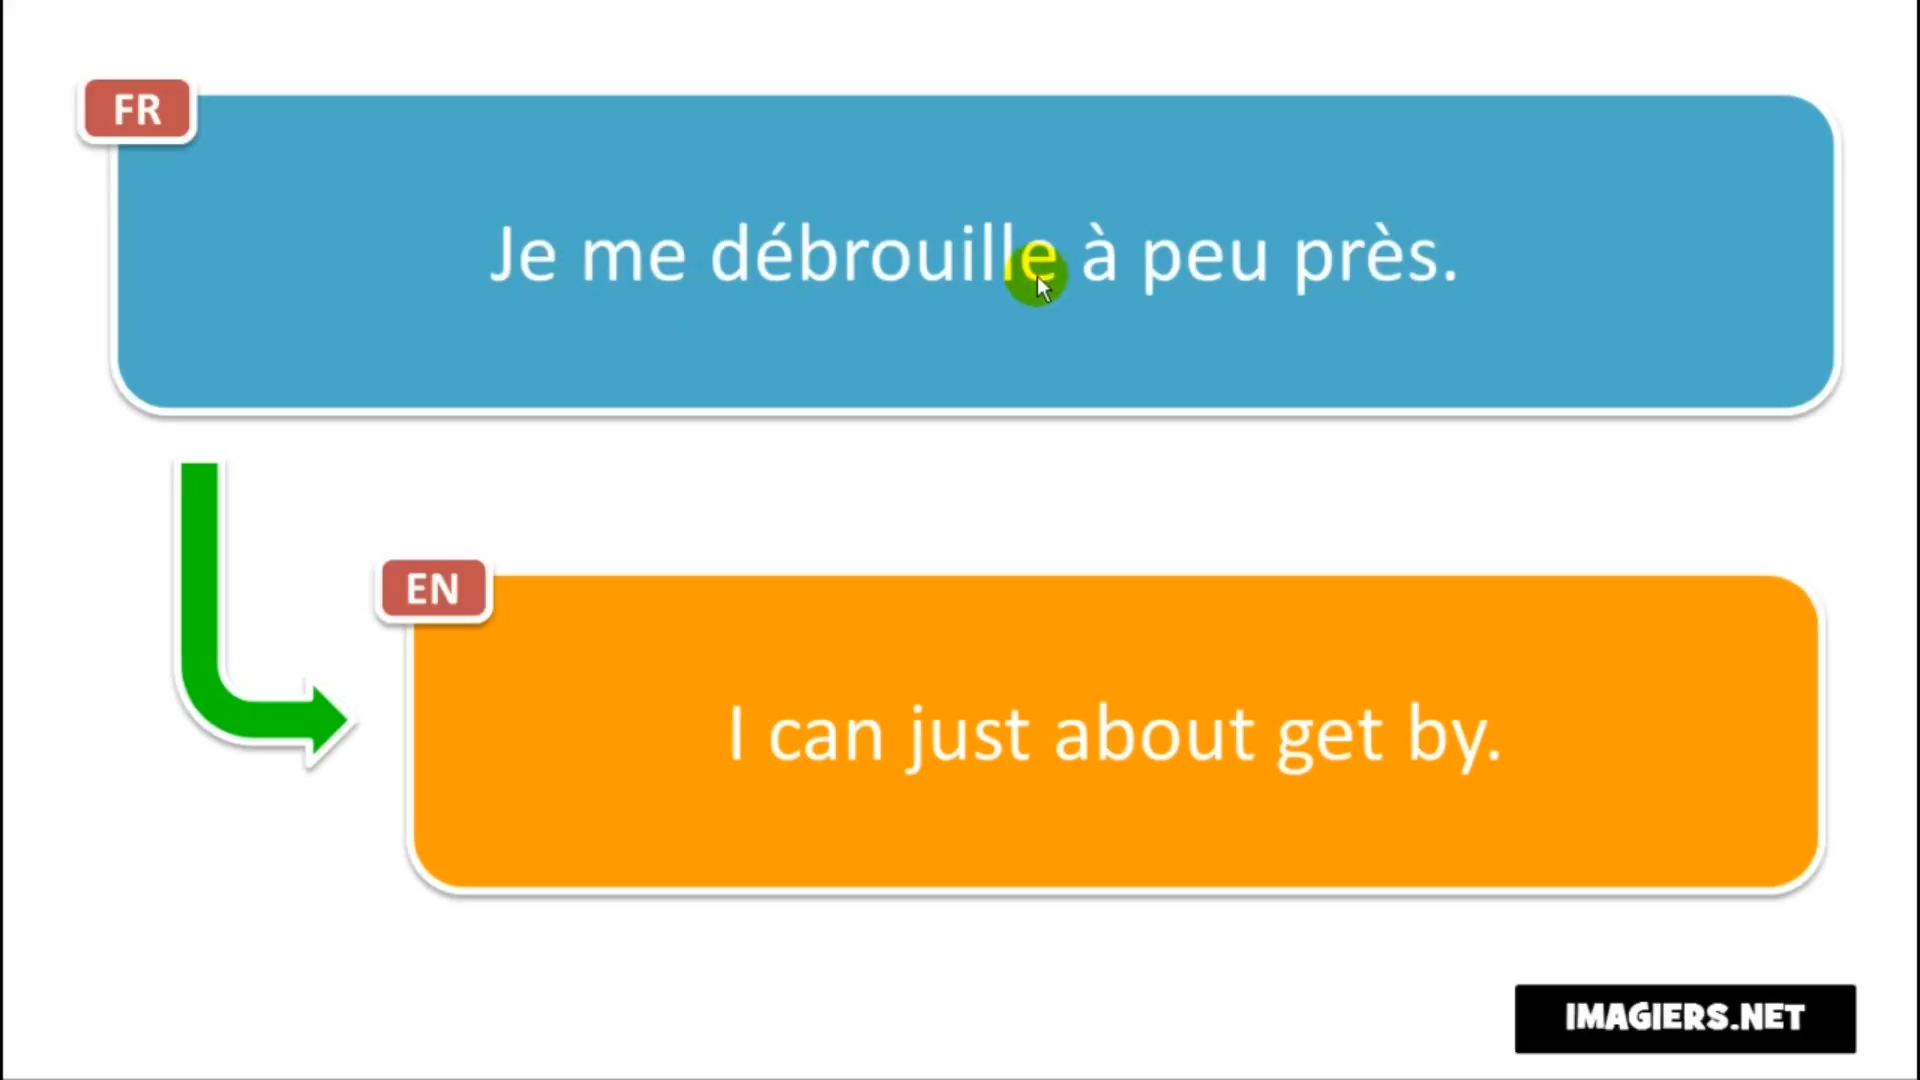 FR
Je me débrouille à peu près.
EN
I can just about get by.
IMAGIERS.NET